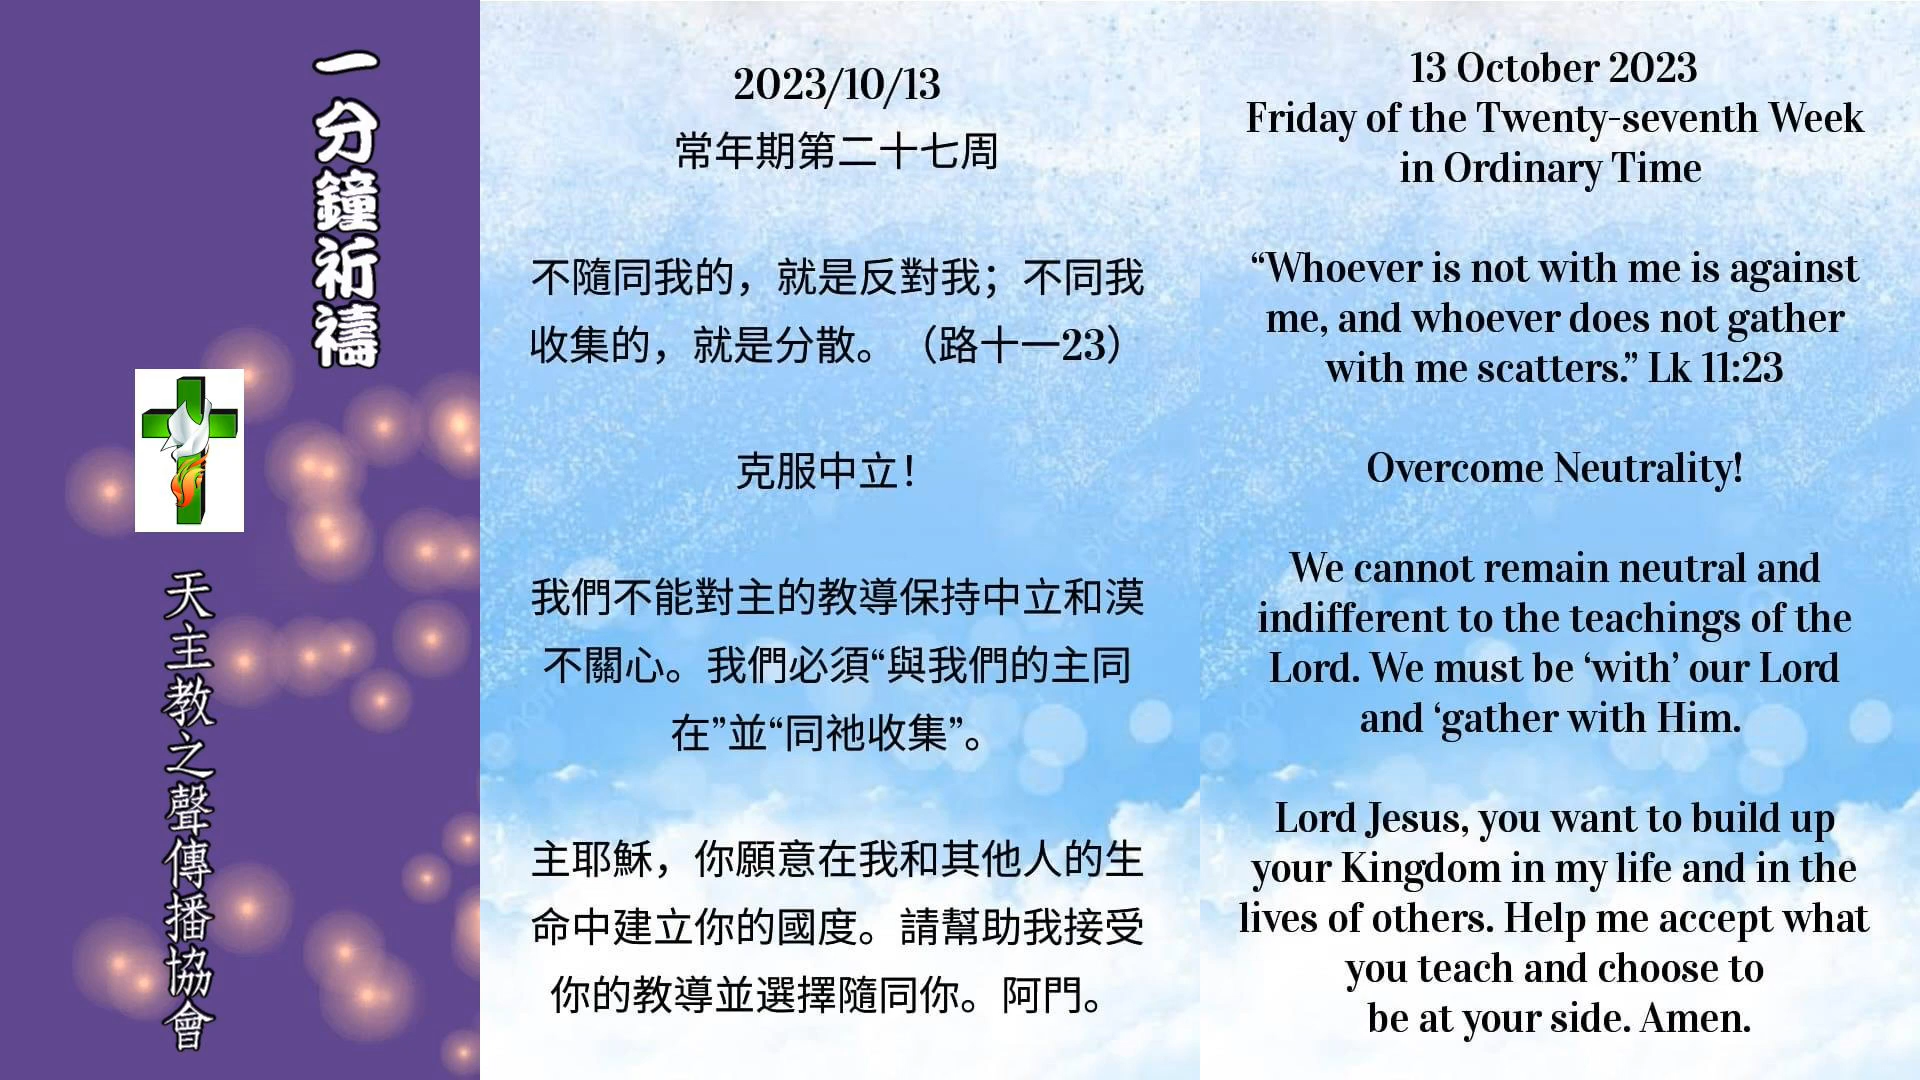 一分鐘祈禱
天主教之聲傳播協會
2023/10/13
常年期第二十七周
不隨同我的，就是反對我；不同我
收集的，就是分散。（路十一23）
克服中立！
我們不能對主的教導保持中立和漠
不關心。我們必須“與我們的主同
在”並“同祂收集”。
主耶穌，你願意在我和其他人的生
命中建立你的國度。請幫助我接受
你的教導並選擇隨同你。阿門。
13 October 2023
Friday of the Twenty-seventh Week
in Ordinary Time
“Whoever is not with me is against
me, and whoever does not gather
with me scatters.” Lk 11:23
Overcome Neutrality!
We cannot remain neutral and
indifferent to the teachings of the
Lord. We must be ‘with’ our Lord
and ‘gather with Him.
Lord Jesus, you want to build up
your Kingdom in my life and in the
lives of others. Help me accept what
you teach and choose to
be at your side. Amen.